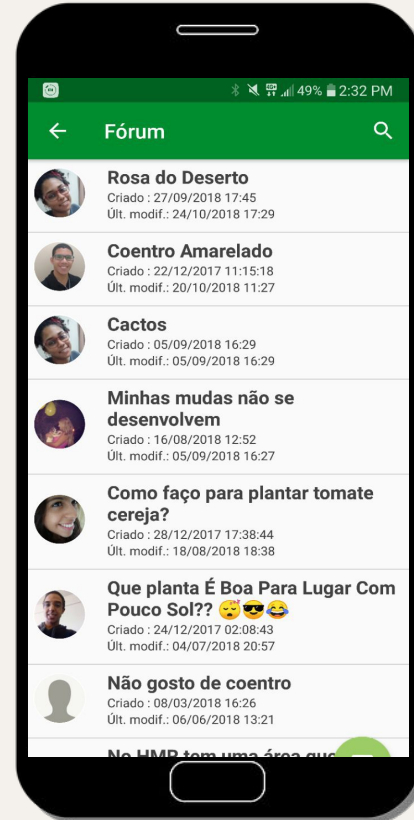 49% 2:32 PM
Fórum
Rosa do Deserto
Criado : 27/09/2018 17:45
Últ. modif.: 24/10/2018 17:29
Coentro Amarelado
Criado : 22/12/2017 11:15:18
Últ. modif.: 20/10/2018 11:27
Cactos
Criado : 05/09/2018 16:29
Últ. modif.: 05/09/2018 16:29
Minhas mudas não se
desenvolvem
Criado : 16/08/2018 12:52
Últ. modif.: 05/09/2018 16:27
Como faço para plantar tomate
cereja?
Criado : 28/12/2017 17:38:44
Últ. modif.: 18/08/2018 18:38
Que planta É Boa Para Lugar Com
Pouco Sol?? 😴😎😂
Criado : 24/12/2017 02:08:43
Últ. modif.: 04/07/2018 20:57
Não gosto de coentro
Criado : 08/03/2018 16:26
Últ. modif.: 06/06/2018 13:21
No HMB tem uma área que